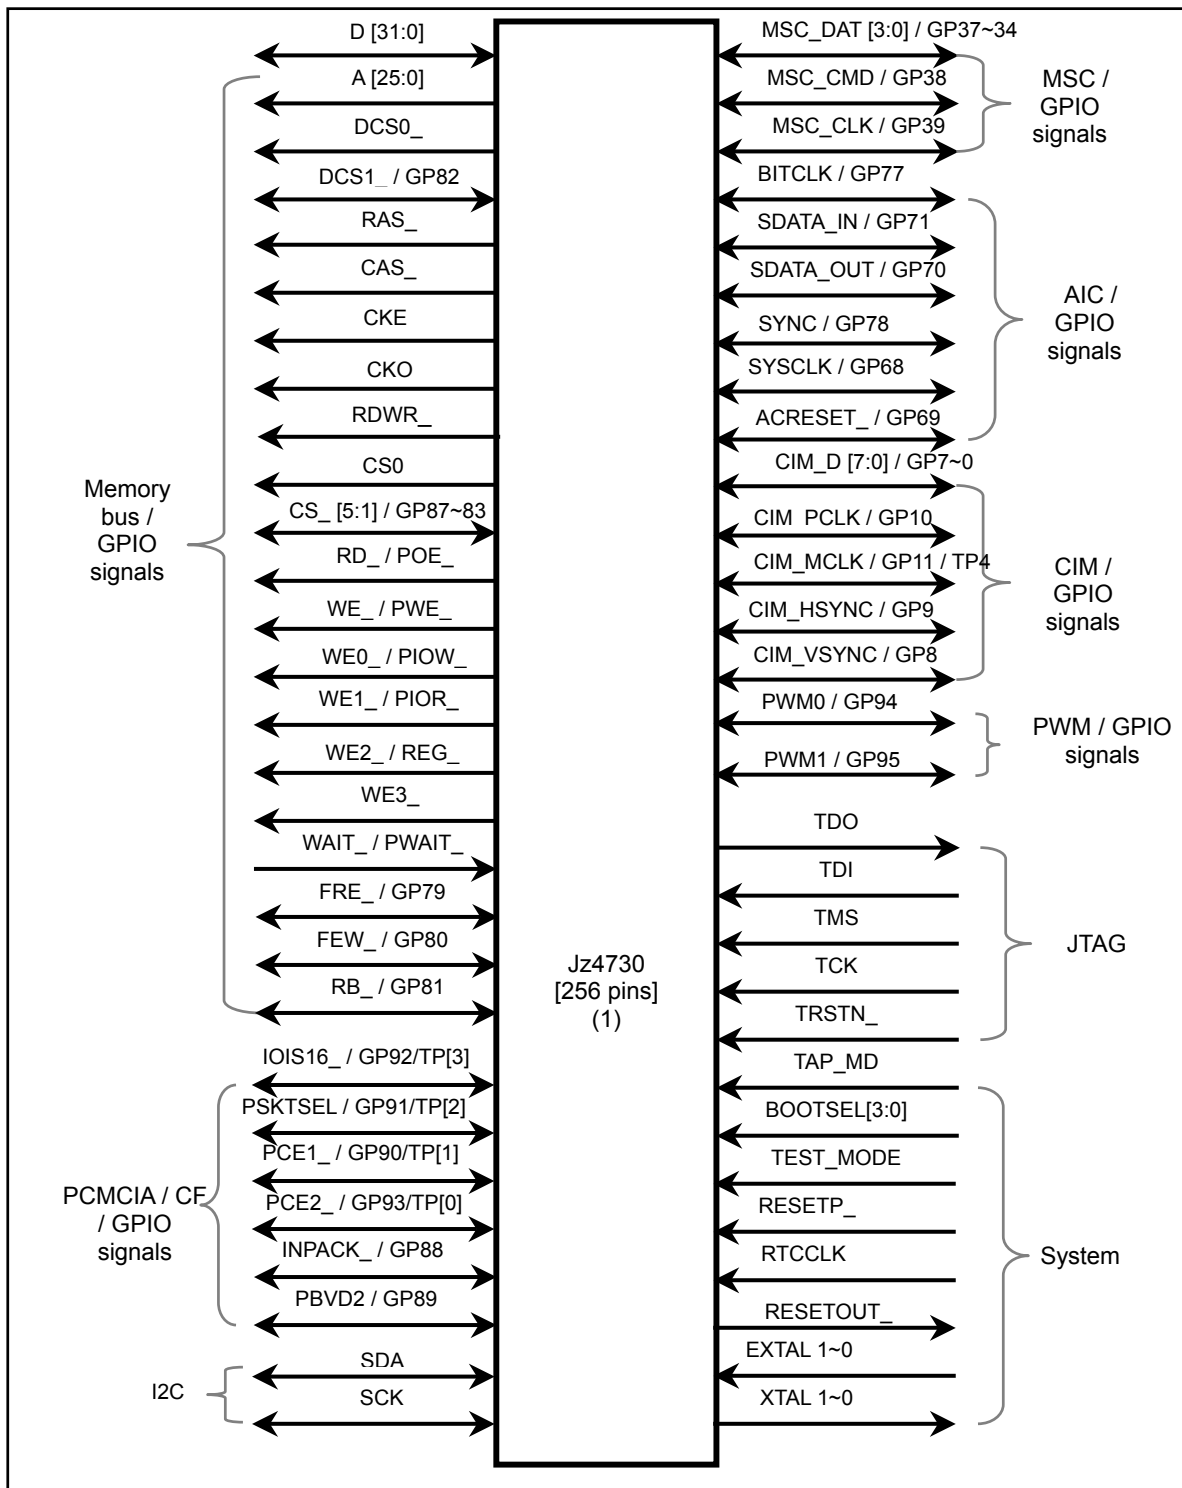 D [31:0]
A [25:0]
DCS0_
DCS1_ / GP82
RAS_
CAS_
CKE
CKO
RDWR_
CS0
CS_ [5:1] / GP87~83
RD_ / POE_
WE_ / PWE_
WE0_ / PIOW_
WE1_ / PIOR_
WE2_ / REG_
WE3_
WAIT_ / PWAIT_
FRE_ / GP79
FEW_ / GP80
RB_ / GP81
Memory
bus /
GPIO
signals
IOIS16_ / GP92/TP[3]
PSKTSEL / GP91/TP[2]
PCE1_ / GP90/TP[1]
PCE2_ / GP93/TP[0]
INPACK_ / GP88
PBVD2 / GP89
PCMCIA / CF
/ GPIO
signals
SDA
SCK
I2C
Jz4730
[256 pins]
(1)
MSC_DAT [3:0] / GP37~34
MSC_CMD / GP38
MSC_CLK / GP39
MSC /
GPIO
signals
BITCLK / GP77
SDATA_IN / GP71
SDATA_OUT / GP70
SYNC / GP78
SYSCLK / GP68
ACRESET_ / GP69
AIC /
GPIO
signals
CIM_D [7:0] / GP7~0
CIM_PCLK / GP10
CIM_MCLK / GP11 / TP4
CIM_HSYNC / GP9
CIM_VSYNC / GP8
CIM /
GPIO
signals
PWM0 / GP94
PWM1 / GP95
PWM / GPIO
signals
TDO
TDI
TMS
TCK
TRSTN_
JTAG
TAP_MD
BOOTSEL[3:0]
TEST_MODE
RESETP_
RTCCLK
RESETOUT_
EXTAL 1~0
XTAL 1~0
System